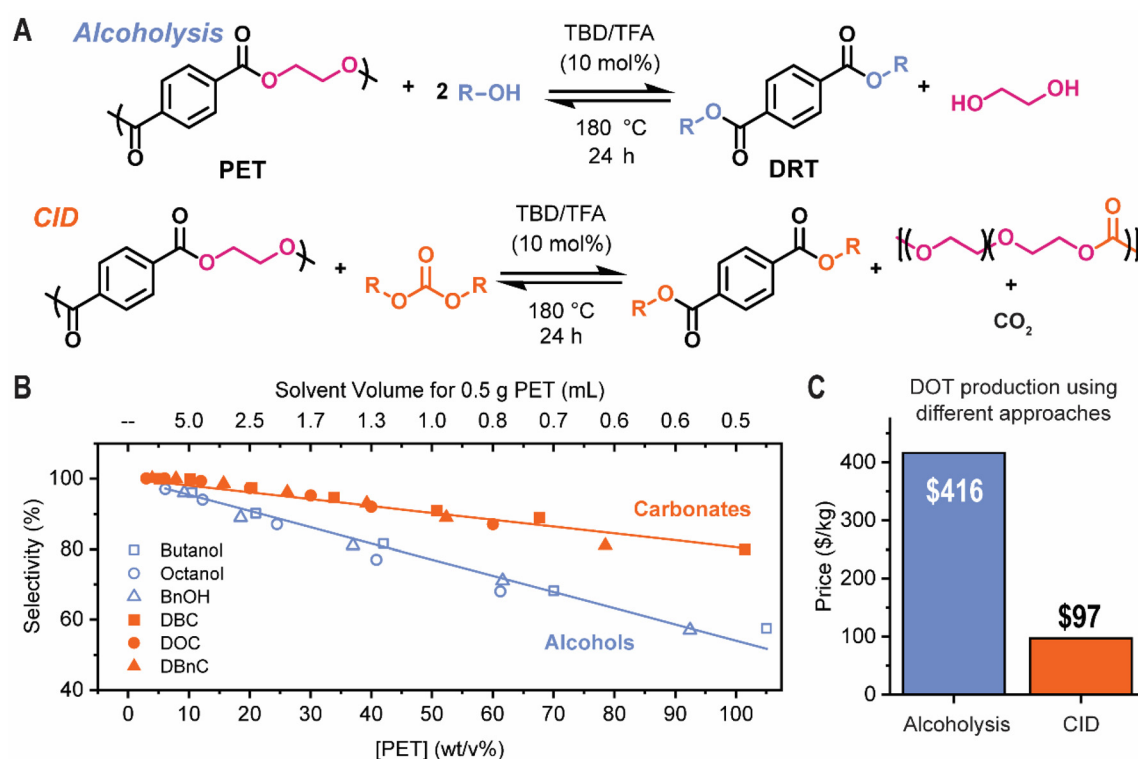 A
Alcoholysis
O
O
O
O
PET
+
2 R–OH
TBD/TFA
(10 mol%)
180 °C
24 h
O
O
R
R
O
O
DRT
+
HO
OH
CID
O
O
O
O
+
O
R
O
O
R
TBD/TFA
(10 mol%)
180 °C
24 h
O
O
R
R
O
O
+
O
O
O
O
+
CO2
B
Solvent Volume for 0.5 g PET (mL)
-- 5.0 2.5 1.7 1.3 1.0 0.8 0.7 0.6 0.6 0.5
Selectivity (%)
100
80
60
40
Carbonates
Alcohols
Butanol
Octanol
BnOH
DBC
DOC
DBnC
0 10 20 30 40 50 60 70 80 90 100
[PET] (wt/v%)
C
DOT production using
different approaches
Price ($/kg)
400
300
200
100
0
$416
$97
Alcoholysis CID